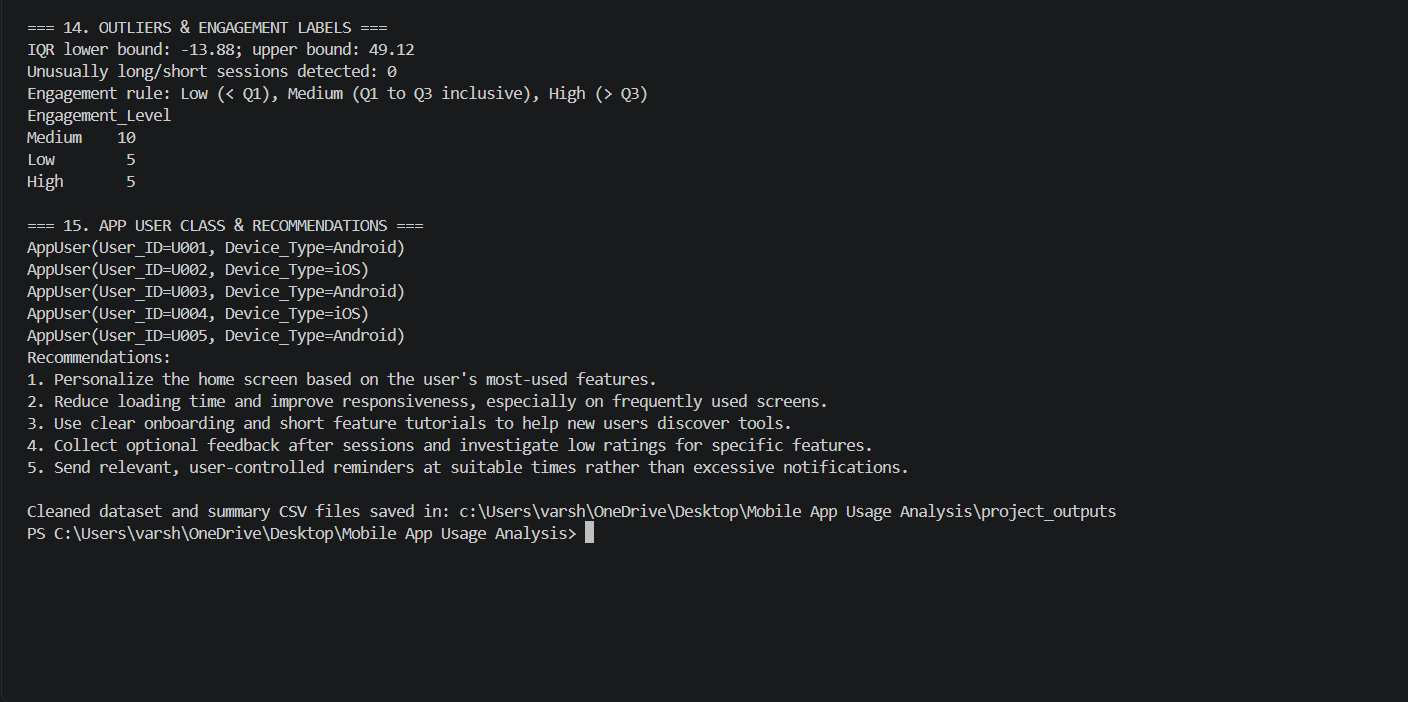 === 14. OUTLIERS & ENGAGEMENT LABELS ===
IQR lower bound: -13.88; upper bound: 49.12
Unusually long/short sessions detected: 0
Engagement rule: Low (< Q1), Medium (Q1 to Q3 inclusive), High (> Q3)
Engagement_Level
Medium    10
Low        5
High       5
=== 15. APP USER CLASS & RECOMMENDATIONS ===
AppUser(User_ID=U001, Device_Type=Android)
AppUser(User_ID=U002, Device_Type=iOS)
AppUser(User_ID=U003, Device_Type=Android)
AppUser(User_ID=U004, Device_Type=iOS)
AppUser(User_ID=U005, Device_Type=Android)
Recommendations:
1. Personalize the home screen based on the user's most-used features.
2. Reduce loading time and improve responsiveness, especially on frequently used screens.
3. Use clear onboarding and short feature tutorials to help new users discover tools.
4. Collect optional feedback after sessions and investigate low ratings for specific features.
5. Send relevant, user-controlled reminders at suitable times rather than excessive notifications.
Cleaned dataset and summary CSV files saved in: c:\Users\varsh\OneDrive\Desktop\Mobile App Usage Analysis\project_outputs
PS C:\Users\varsh\OneDrive\Desktop\Mobile App Usage Analysis>